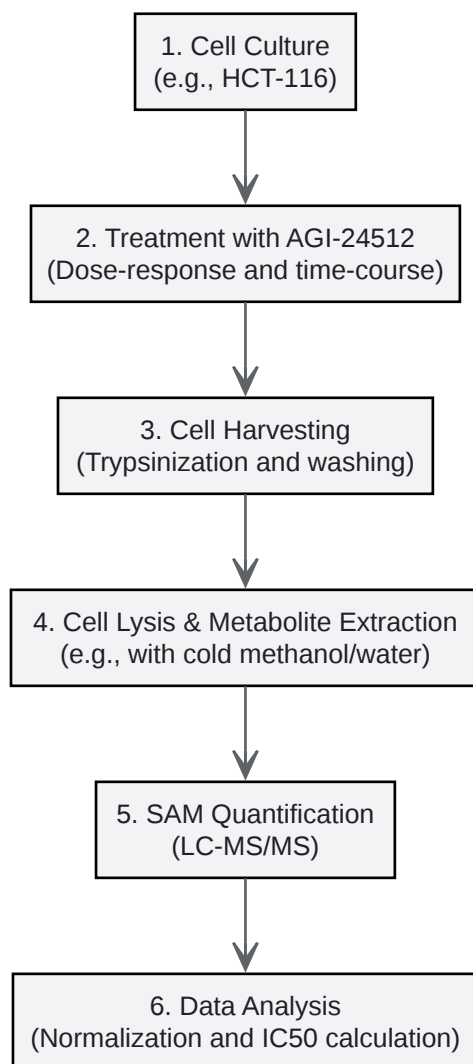 1. Cell Culture
(e.g., HCT-116)
2. Treatment with AGI-24512
(Dose-response and time-course)
3. Cell Harvesting
(Trypsinization and washing)
4. Cell Lysis & Metabolite Extraction
(e.g., with cold methanol/water)
5. SAM Quantification
(LC-MS/MS)
6. Data Analysis
(Normalization and IC50 calculation)